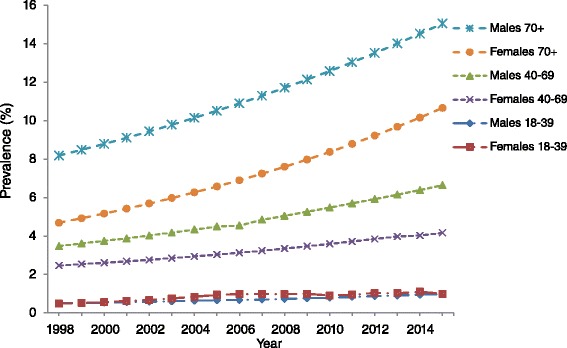 16
14
12
10
8
6
4
2
0
Prevalence (%)
1998 2000 2002 2004 2006 2008 2010 2012 2014
Year
Males 70+
Females 70+
Males 40-69
Females 40-69
Males 18-39
Females 18-39